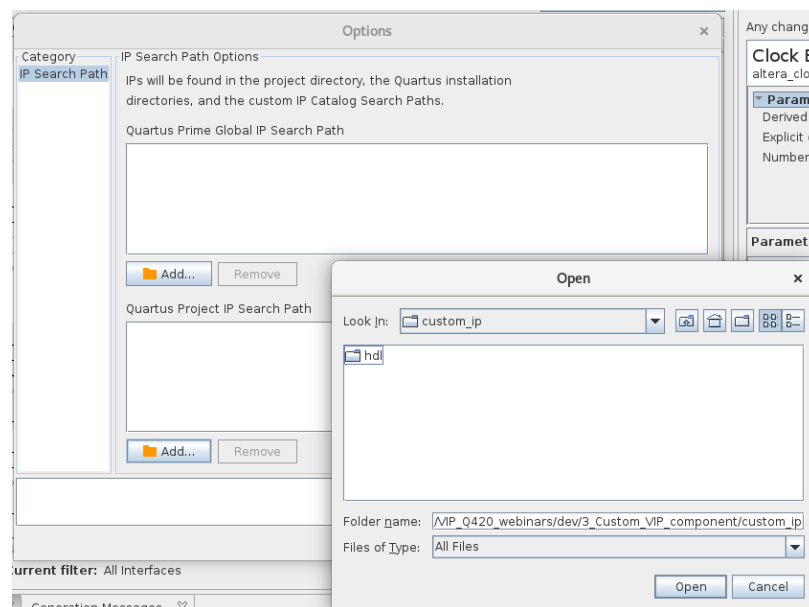 Options
Category
IP Search Path
IP Search Path Options
IPs will be found in the project directory, the Quartus installation
directories, and the custom IP Catalog Search Paths.
Quartus Prime Global IP Search Path
Add...
Remove
Quartus Project IP Search Path
Add...
Remove
Open
Look In:
custom_ip
hdl
Folder name:
/VIP_Q420_webinars/dev/3_Custom_VIP_component/custom_ip
Files of Type:
All Files
Open
Cancel
Any chang
Clock E
altera_clo
Param
Derived
Explicit
Number
Paramet
urrent filter: All Interfaces
Generation Messages